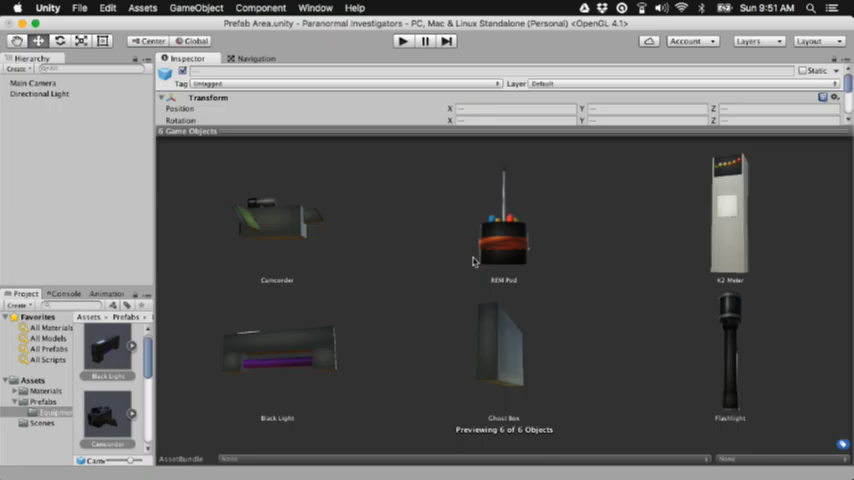 Unity File Edit Assets GameObject Component Window Help Sun 9:51 AM
Prefab Area.unity - Paranormal Investigators - PC, Mac & Linux Standalone (Personal) <OpenGL 4.1>
Center Global Account Layers Layout
Hierarchy Inspector Navigation
Create All
Static
Main Camera
Directional Light
Tag Untagged Layer Default
Transform
Position X Y Z
Rotation X Y Z
6 Game Objects
Camcorder REM Pod K2 Meter
Black Light Ghost Box Flashlight
Previewing 6 of 6 Objects
Project Console Animation
Create
Favorites
All Materials
All Models
All Prefabs
All Scripts
Assets
Materials
Prefabs
Equipmen
Scenes
Assets Prefabs
Black Light
Camcorder
Came
AssetBundle None None